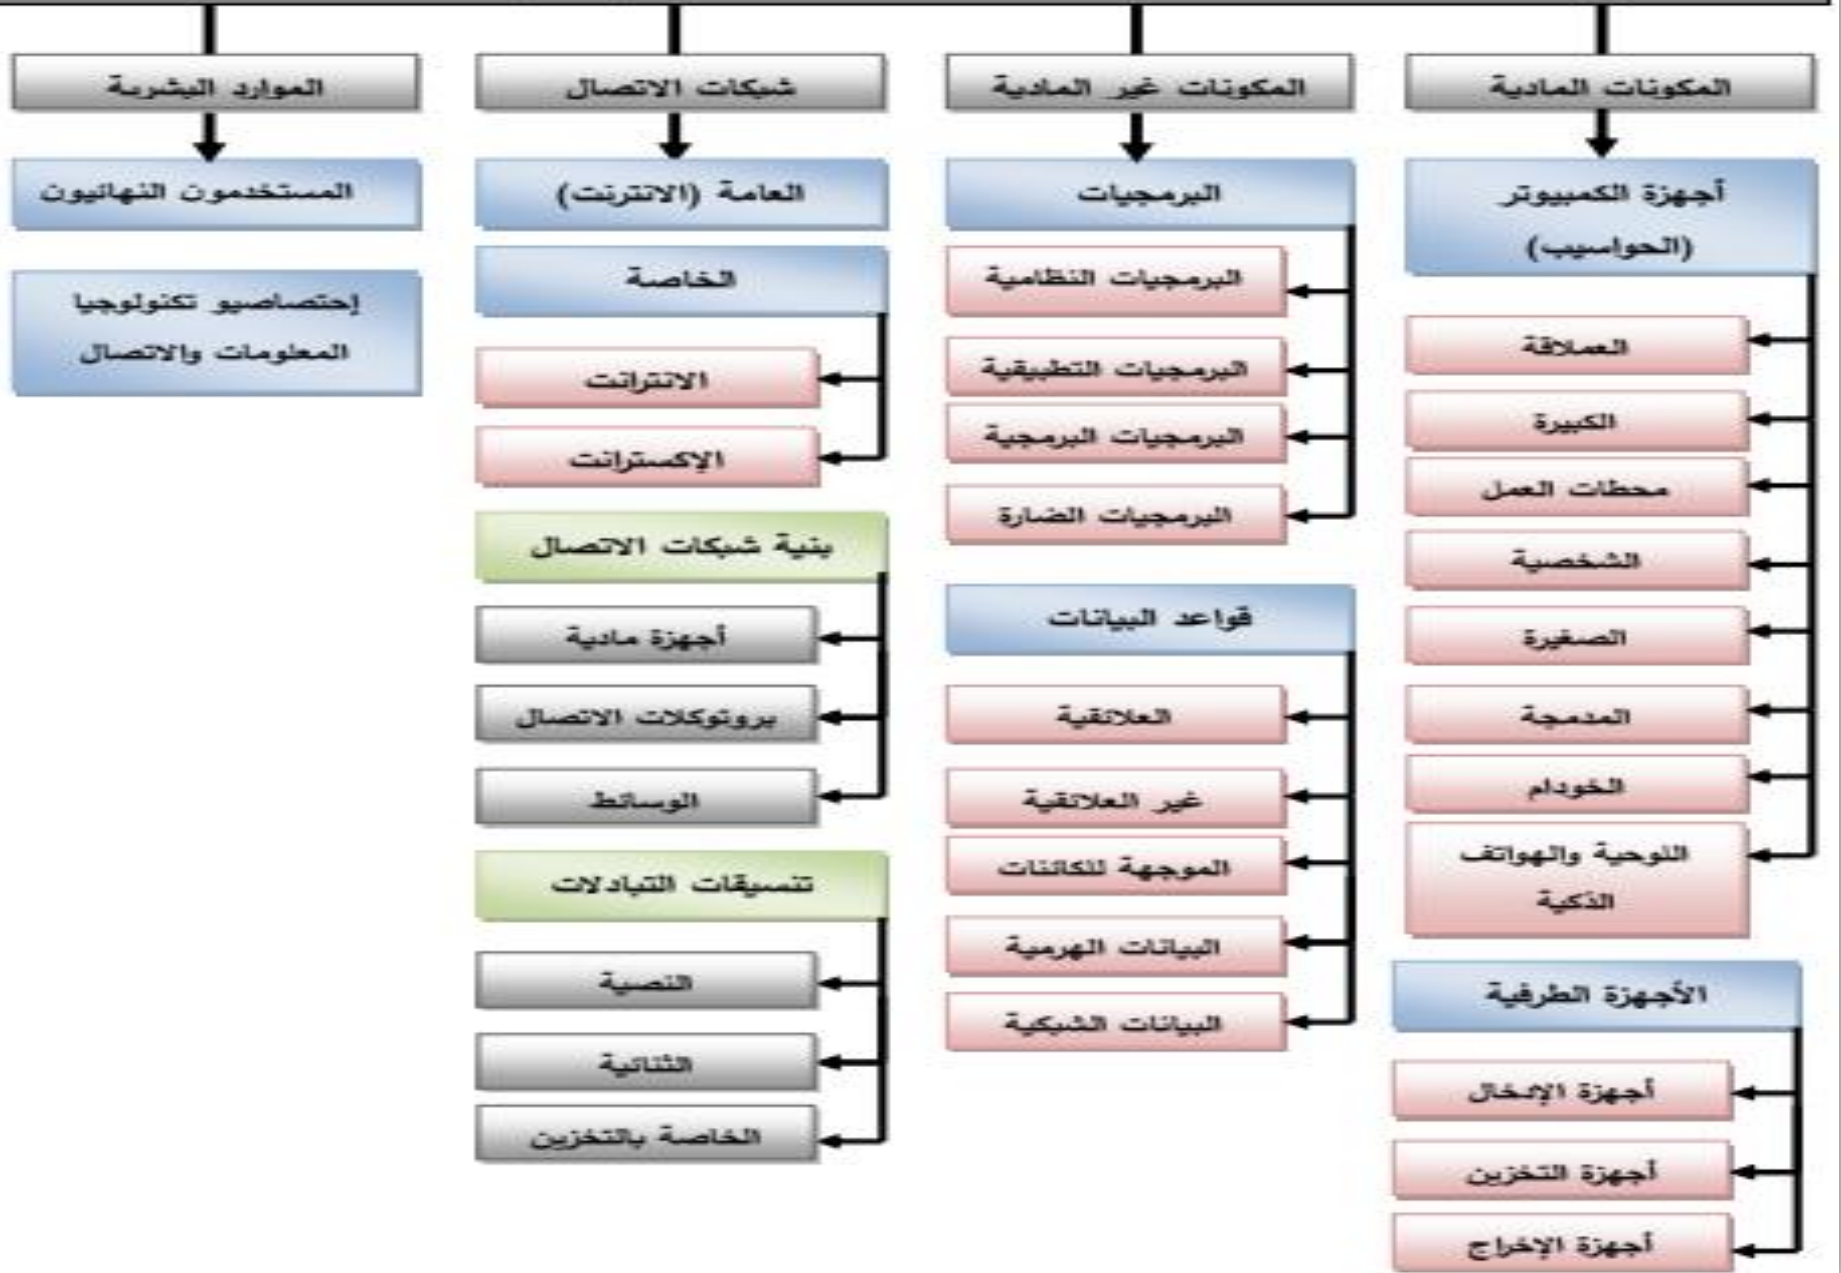 المكونات المادية
أجهزة الكمبيوتر
(الحواسيب)
العملاقة
الكبيرة
محطات العمل
الشخصية
الصغيرة
المدمجة
الخودام
اللوحية والهواتف
الذكية
الأجهزة الطرفية
أجهزة الإدخال
أجهزة التخزين
أجهزة الإخراج
المكونات غير المادية
البرمجيات
البرمجيات النظامية
البرمجيات التطبيقية
البرمجيات البرمجية
البرمجيات الضارة
قواعد البيانات
العلائقية
غير العلائقية
الموجهة للكائنات
البيانات الهرمية
البيانات الشبكية
شبكات الاتصال
العامة (الانترنت)
الخاصة
الانترانت
الإكسترانت
بنية شبكات الاتصال
أجهزة مادية
بروتوكلات الاتصال
الوسائط
تنسيقات التبادلات
النصية
الثنائية
الخاصة بالتخزين
الموارد البشرية
المستخدمون النهائيون
إحتصاصيو تكنولوجيا
المعلومات والاتصال